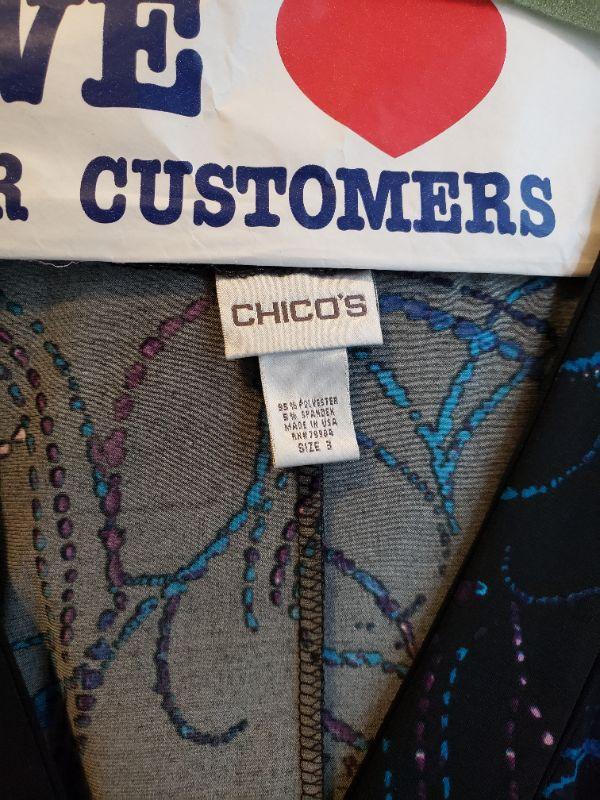 VE
R CUSTOMERS
CHICO'S
95% POLYESTER
5% SPANDEX
MADE IN USA
RN# 79984
SIZE 3